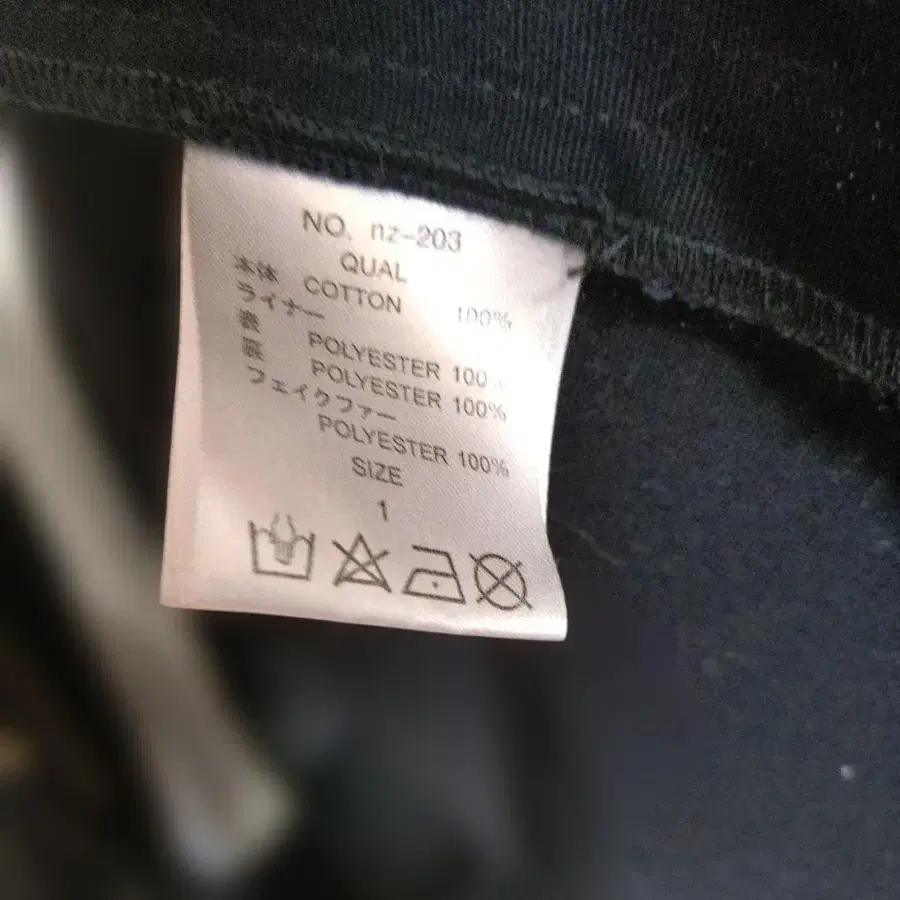 NO. nz-203
QUAL
本体 COTTON 100%
ライナー
表 POLYESTER 100
裏 POLYESTER 100%
フェイクファー
POLYESTER 100%
SIZE
1